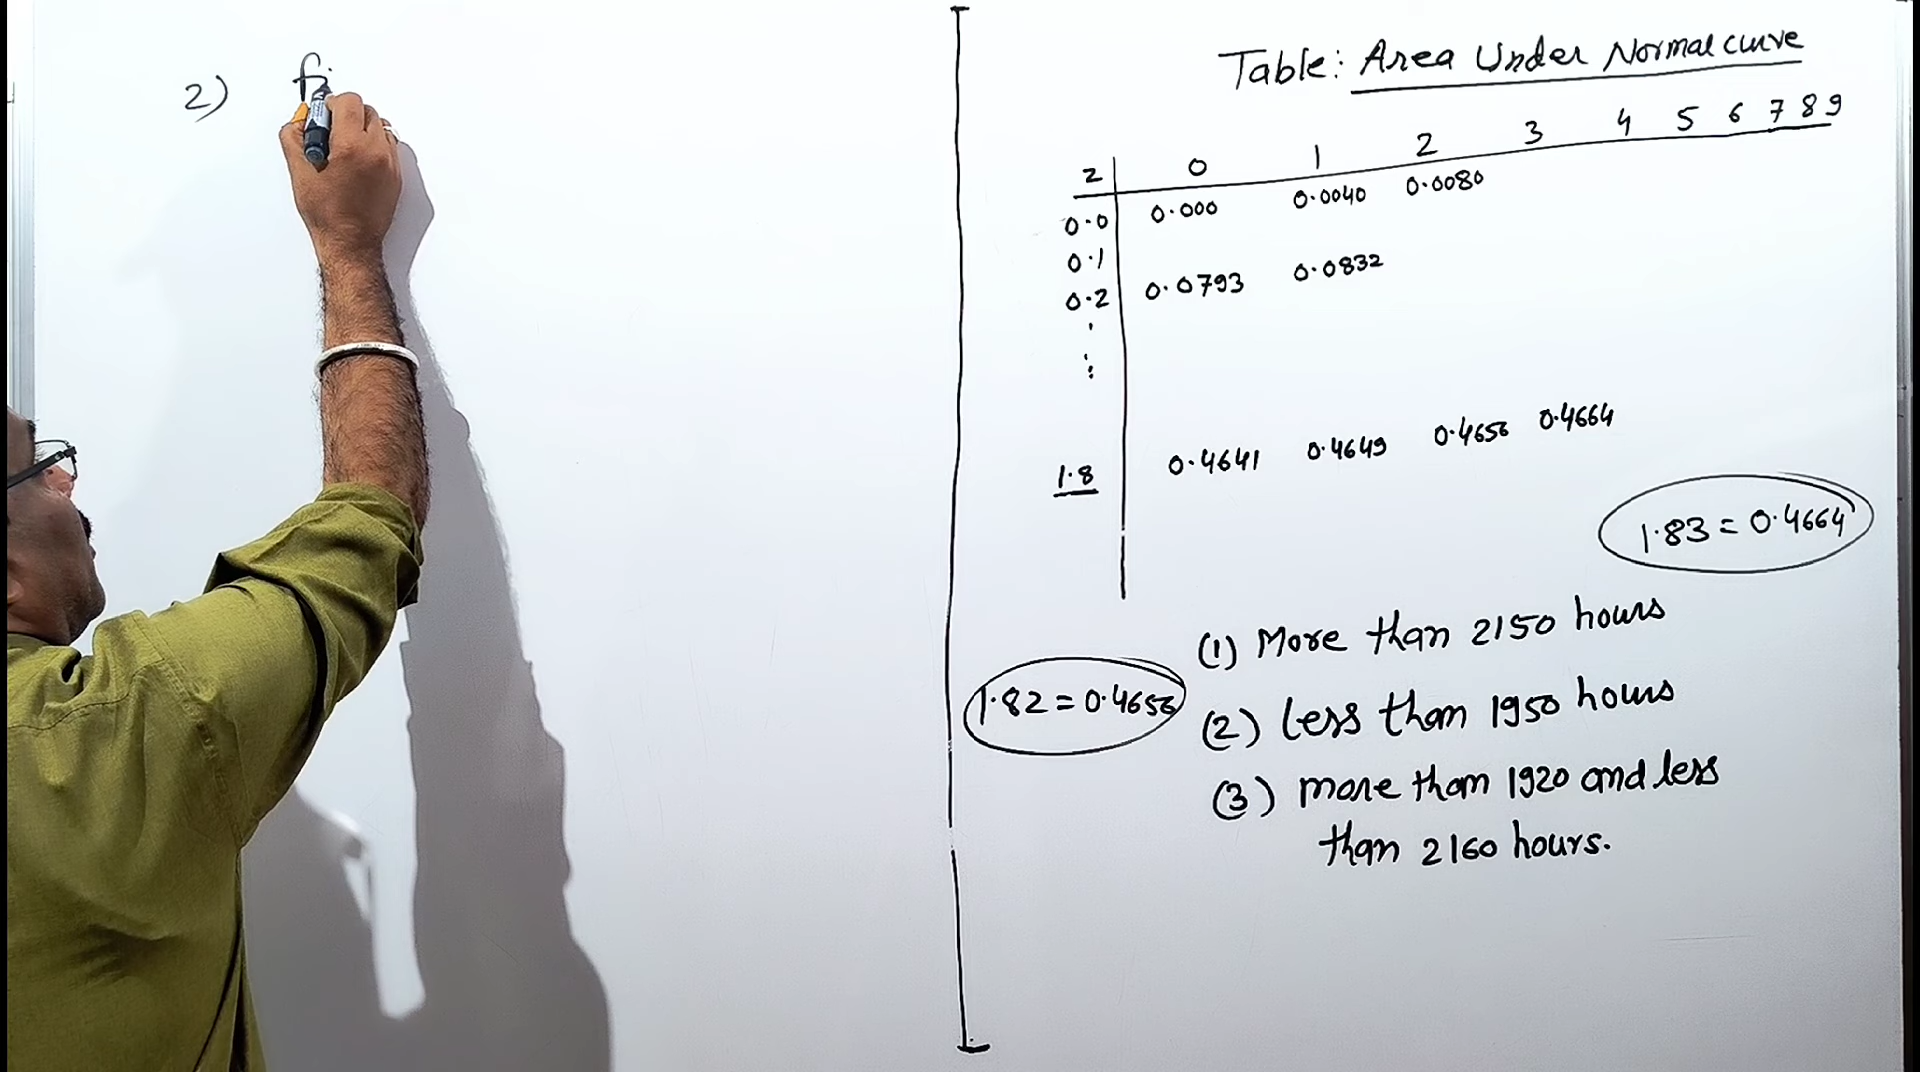 2) fi
Table: Area Under Normal curve
z 0 1 2 3 4 5 6 7 8 9
0.0 0.000 0.0040 0.0080
0.1
0.2 0.0793 0.0832
1.8 0.4641 0.4649 0.4656 0.4664
1.83 = 0.4664
(1) More than 2150 hours
1.82 = 0.4656
(2) less than 1950 hours
(3) more than 1920 and less
than 2160 hours.